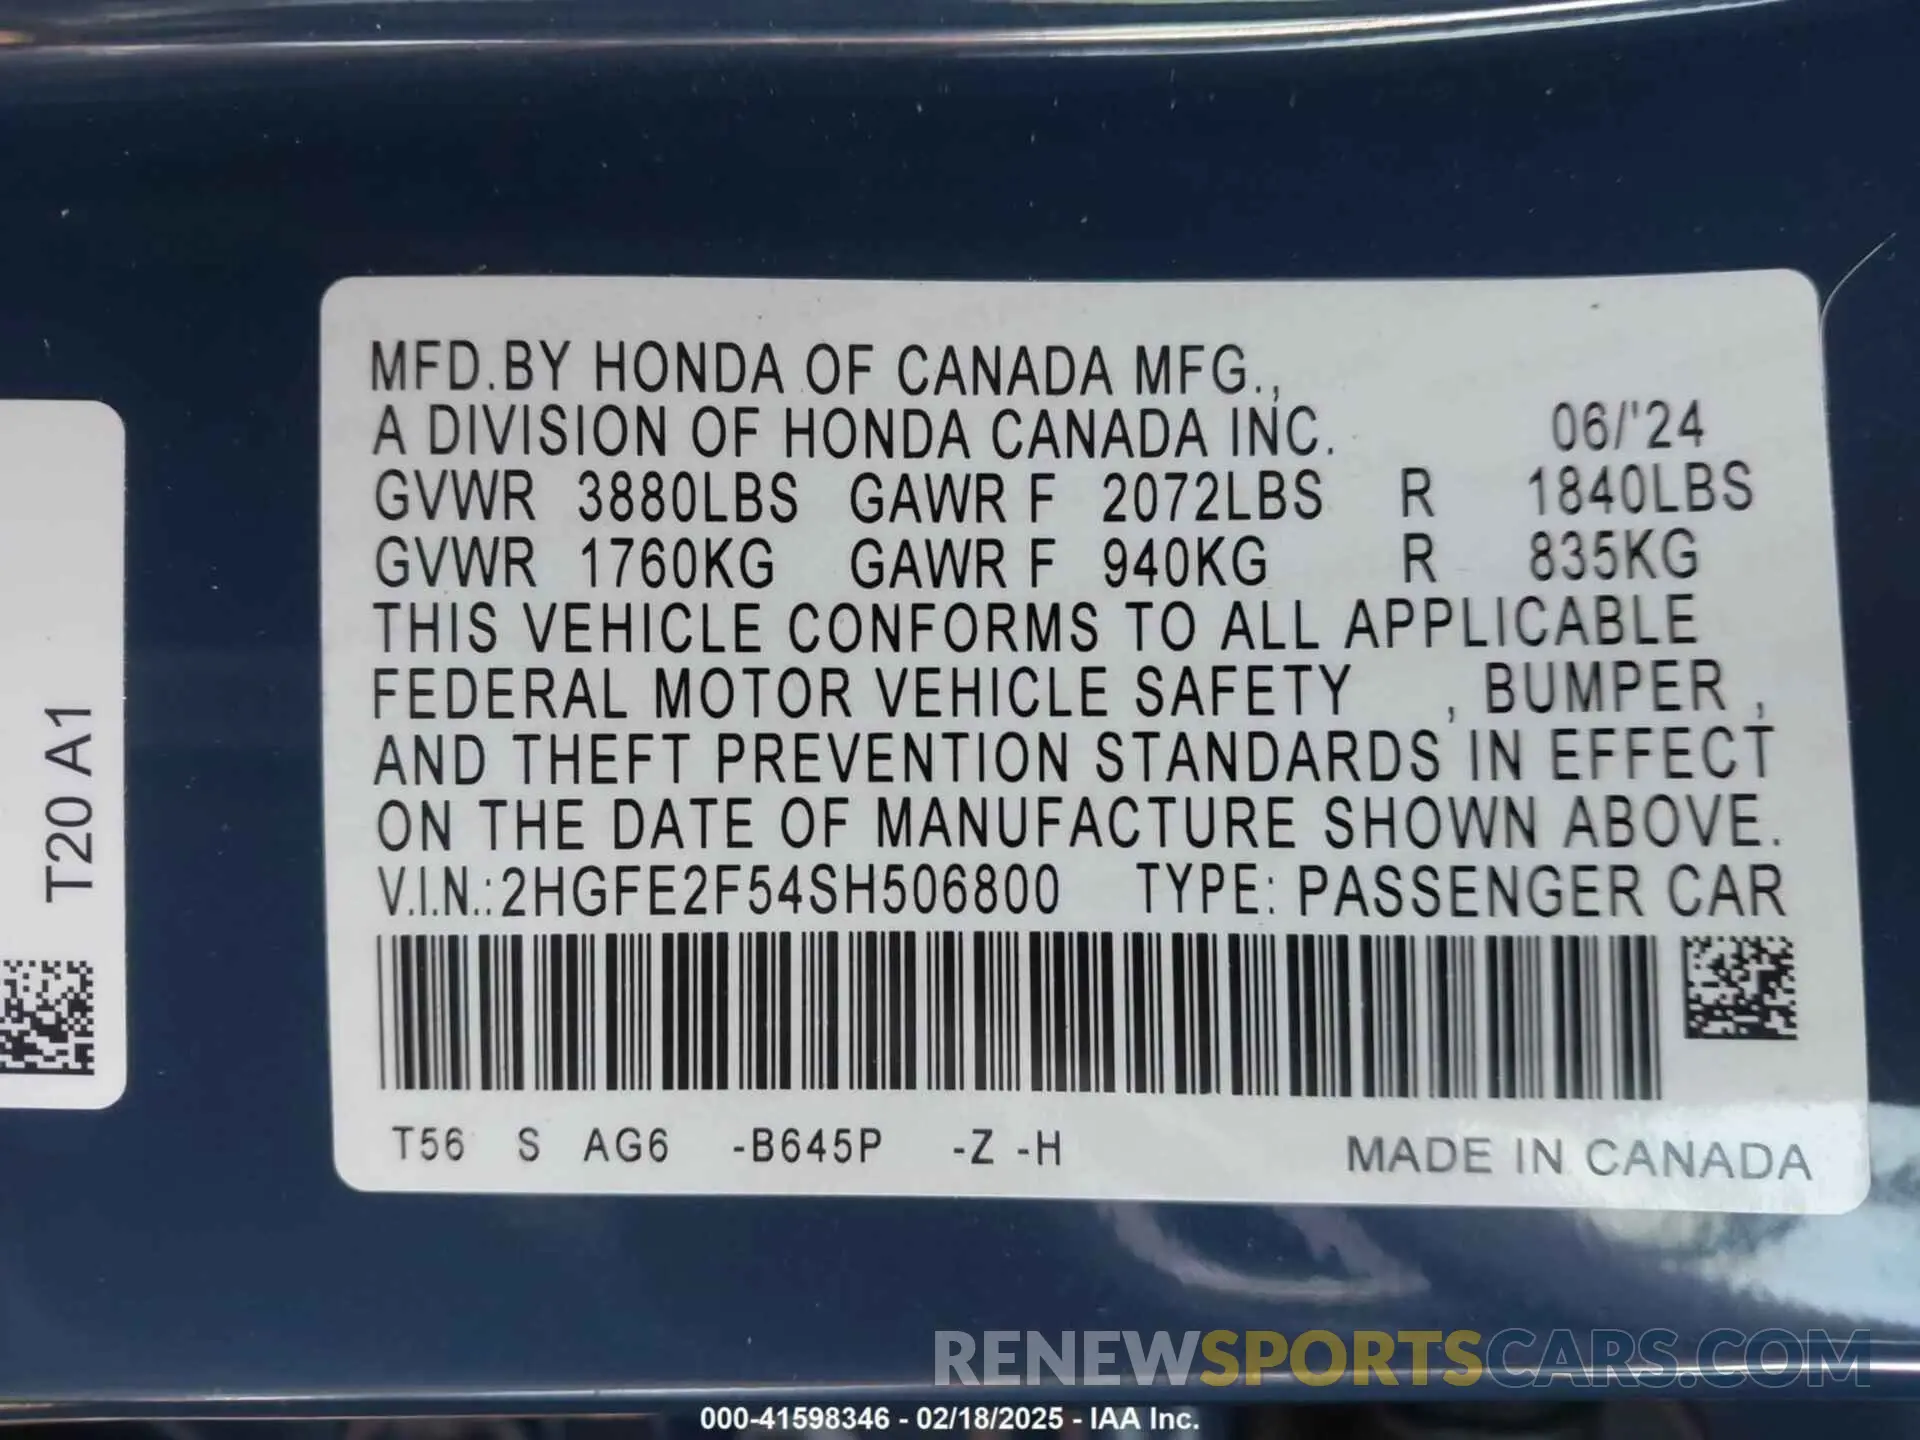 MFD.BY HONDA OF CANADA MFG.,
A DIVISION OF HONDA CANADA INC. 06/'24
GVWR 3880LBS GAWR F 2072LBS R 1840LBS
GVWR 1760KG GAWR F 940KG R 835KG
THIS VEHICLE CONFORMS TO ALL APPLICABLE
FEDERAL MOTOR VEHICLE SAFETY , BUMPER ,
AND THEFT PREVENTION STANDARDS IN EFFECT
ON THE DATE OF MANUFACTURE SHOWN ABOVE.
V.I.N.:2HGFE2F54SH506800 TYPE: PASSENGER CAR
T56 S AG6 -B645P -Z -H MADE IN CANADA
T20 A1
RENEWSPORTSCARS.COM
000-41598346 - 02/18/2025 - IAA Inc.